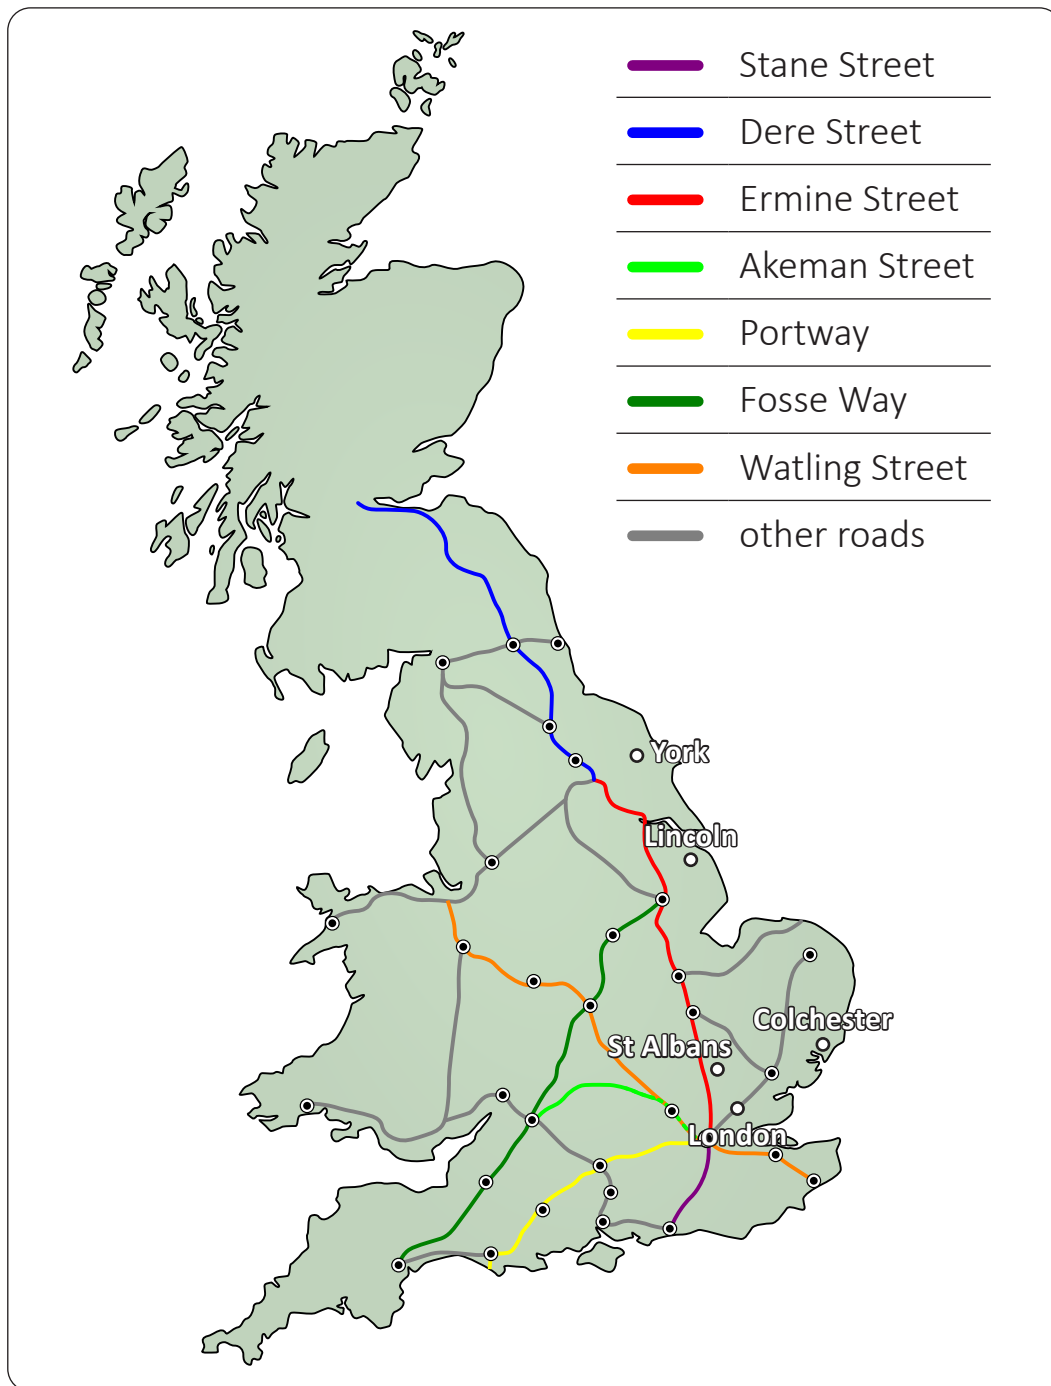 Stane Street
Dere Street
Ermine Street
Akeman Street
Portway
Fosse Way
Watling Street
other roads
York
Lincoln
Colchester
St Albans
London